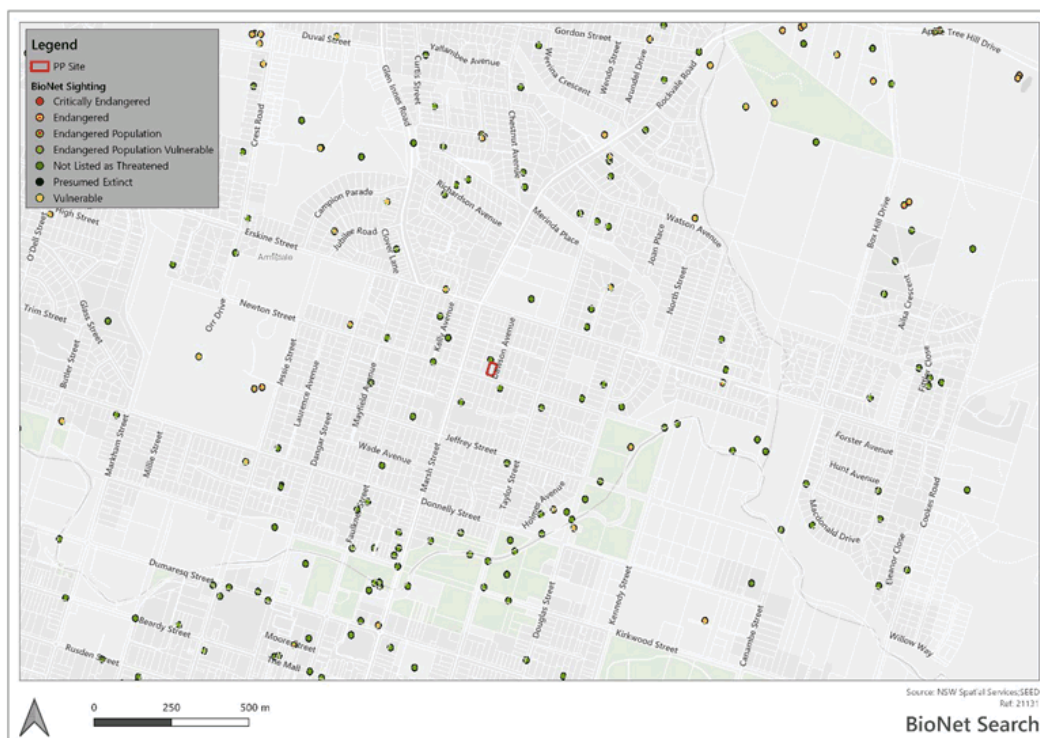 Legend
PP Site
BioNet Sighting
Critically Endangered
Endangered
Endangered Population
Endangered Population Vulnerable
Not Listed as Threatened
Presumed Extinct
Vulnerable
Duval Street
Glen Innes Road
Curtis Street
Yallambee Avenue
Gordon Street
Werrina Crescent
Wendo Street
Arundel Drive
Rockvale Road
Apple Tree Hill Drive
Crest Road
Chestnut Avenue
Campion Parade
Richardson Avenue
Merinda Place
Watson Avenue
Box Hill Drive
High Street
O'Dell Street
Erskine Street
Jubilee Road
Clover Lane
Joan Place
Armidale
North Street
Ailsa Crescent
Trim Street
Glass Street
Orr Drive
Newton Street
Kelly Avenue
Butler Street
Jessie Street
Laurence Avenue
Mayfield Avenue
Markham Street
Millie Street
Dangar Street
Wade Avenue
Marsh Street
Jeffrey Street
Taylor Street
Forster Avenue
Hunt Avenue
Cookes Road
Donnelly Street
Macdonald Drive
Eleanor Close
Dumaresq Street
Douglas Street
Kennedy Street
Beardy Street
Kirkwood Street
Canambe Street
Willow Way
Rusden Street
The Mall
0 250 500 m
Source: NSW Spatial Services;SEED
Ref: 21131
BioNet Search